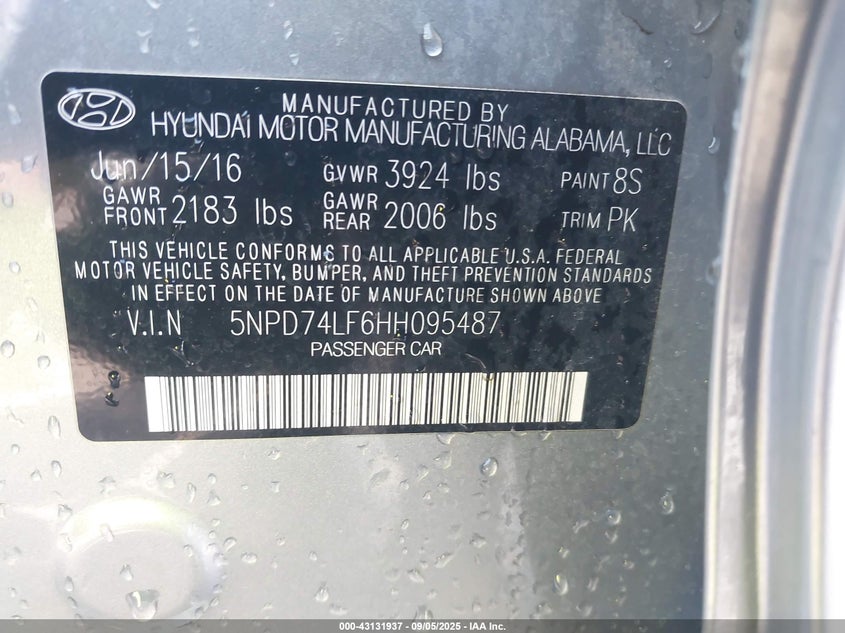 MANUFACTURED BY
HYUNDAI MOTOR MANUFACTURING ALABAMA, LLC
Jun/15/16 GVWR 3924 lbs PAINT 8S
GAWR FRONT 2183 lbs GAWR REAR 2006 lbs TRIM PK
THIS VEHICLE CONFORMS TO ALL APPLICABLE U.S.A. FEDERAL
MOTOR VEHICLE SAFETY, BUMPER, AND THEFT PREVENTION STANDARDS
IN EFFECT ON THE DATE OF MANUFACTURE SHOWN ABOVE
V.I.N 5NPD74LF6HH095487
PASSENGER CAR
000-43131937 - 09/05/2025 - IAA Inc.